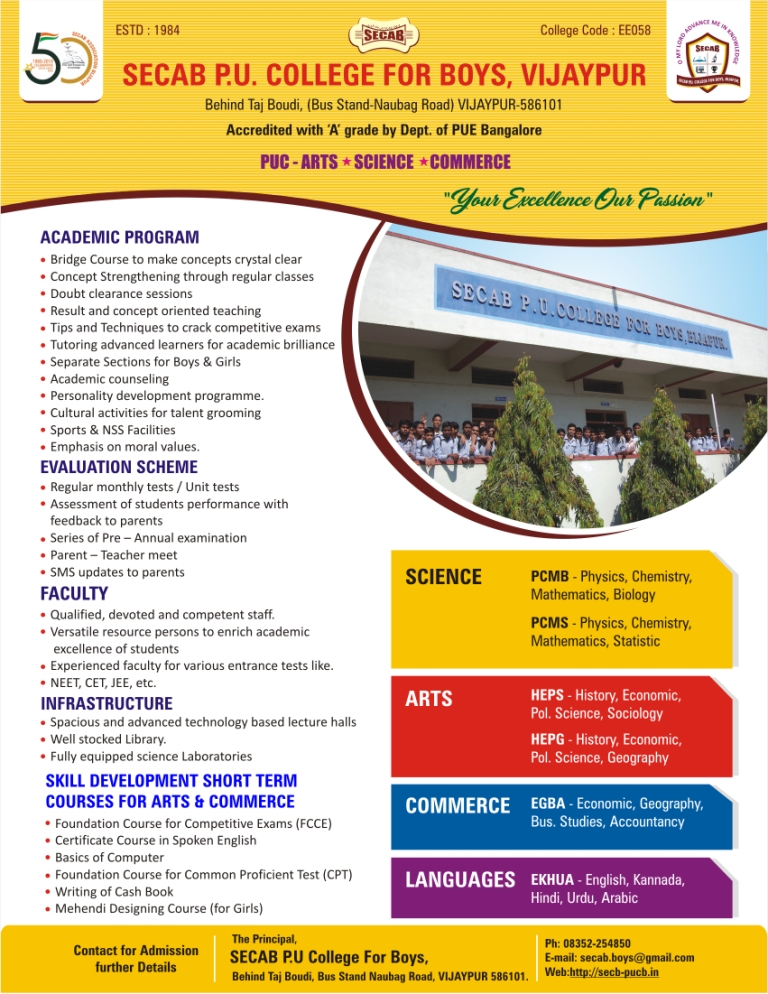 ESTD : 1984
SECAB
College Code : EE058
50
SECAB ASSOCIATION BIJAPUR
O MY LORD ADVANCE ME IN KNOWLEDGE
SECAB
SECAB P.U. COLLEGE FOR BOYS, VIJAYPUR
Behind Taj Boudi, (Bus Stand-Naubag Road) VIJAYPUR-586101
Accredited with ‘A’ grade by Dept. of PUE Bangalore
PUC - ARTS ★ SCIENCE ★ COMMERCE
"Your Excellence Our Passion"
ACADEMIC PROGRAM
• Bridge Course to make concepts crystal clear
• Concept Strengthening through regular classes
• Doubt clearance sessions
• Result and concept oriented teaching
• Tips and Techniques to crack competitive exams
• Tutoring advanced learners for academic brilliance
• Separate Sections for Boys & Girls
• Academic counseling
• Personality development programme.
• Cultural activities for talent grooming
• Sports & NSS Facilities
• Emphasis on moral values.
EVALUATION SCHEME
• Regular monthly tests / Unit tests
• Assessment of students performance with
feedback to parents
• Series of Pre – Annual examination
• Parent – Teacher meet
• SMS updates to parents
FACULTY
• Qualified, devoted and competent staff.
• Versatile resource persons to enrich academic
excellence of students
• Experienced faculty for various entrance tests like.
• NEET, CET, JEE, etc.
INFRASTRUCTURE
• Spacious and advanced technology based lecture halls
• Well stocked Library.
• Fully equipped science Laboratories
SKILL DEVELOPMENT SHORT TERM
COURSES FOR ARTS & COMMERCE
• Foundation Course for Competitive Exams (FCCE)
• Certificate Course in Spoken English
• Basics of Computer
• Foundation Course for Common Proficient Test (CPT)
• Writing of Cash Book
• Mehendi Designing Course (for Girls)
SECAB P.U.COLLEGE FOR BOYS,BIJAPUR.
SCIENCE
PCMB - Physics, Chemistry,
Mathematics, Biology
PCMS - Physics, Chemistry,
Mathematics, Statistic
ARTS
HEPS - History, Economic,
Pol. Science, Sociology
HEPG - History, Economic,
Pol. Science, Geography
COMMERCE
EGBA - Economic, Geography,
Bus. Studies, Accountancy
LANGUAGES
EKHUA - English, Kannada,
Hindi, Urdu, Arabic
Contact for Admission
further Details
The Principal,
SECAB P.U College For Boys,
Behind Taj Boudi, Bus Stand Naubag Road, VIJAYPUR 586101.
Ph: 08352-254850
E-mail: secab.boys@gmail.com
Web:http://secb-pucb.in